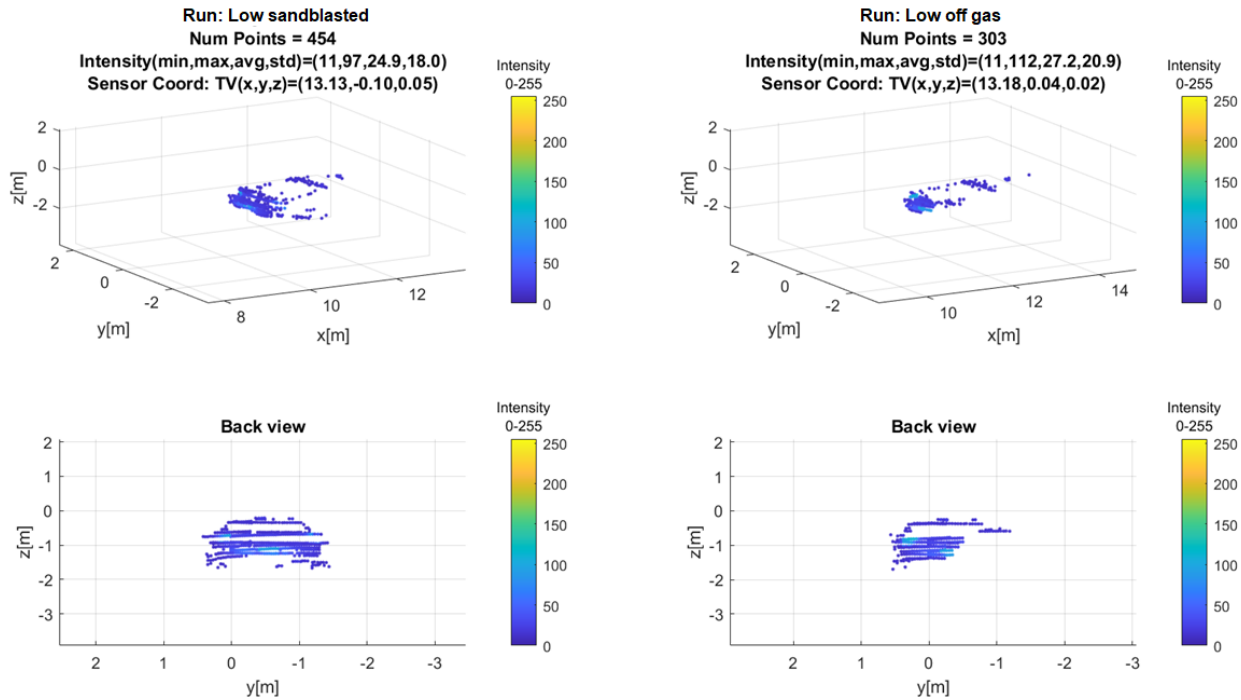 Run: Low sandblasted
Num Points = 454
Intensity(min,max,avg,std)=(11,97,24.9,18.0)
Sensor Coord: TV(x,y,z)=(13.13,-0.10,0.05)
Intensity
0-255
250
200
150
100
50
0
2
0
-2
z[m]
2
0
-2
y[m]
8
10
12
x[m]
Run: Low off gas
Num Points = 303
Intensity(min,max,avg,std)=(11,112,27.2,20.9)
Sensor Coord: TV(x,y,z)=(13.18,0.04,0.02)
Intensity
0-255
250
200
150
100
50
0
2
0
-2
z[m]
2
0
-2
y[m]
10
12
14
x[m]
Back view
Intensity
0-255
250
200
150
100
50
0
2
1
0
-1
-2
-3
z[m]
2
1
0
-1
-2
-3
y[m]
Back view
Intensity
0-255
250
200
150
100
50
0
2
1
0
-1
-2
-3
z[m]
2
1
0
-1
-2
-3
y[m]